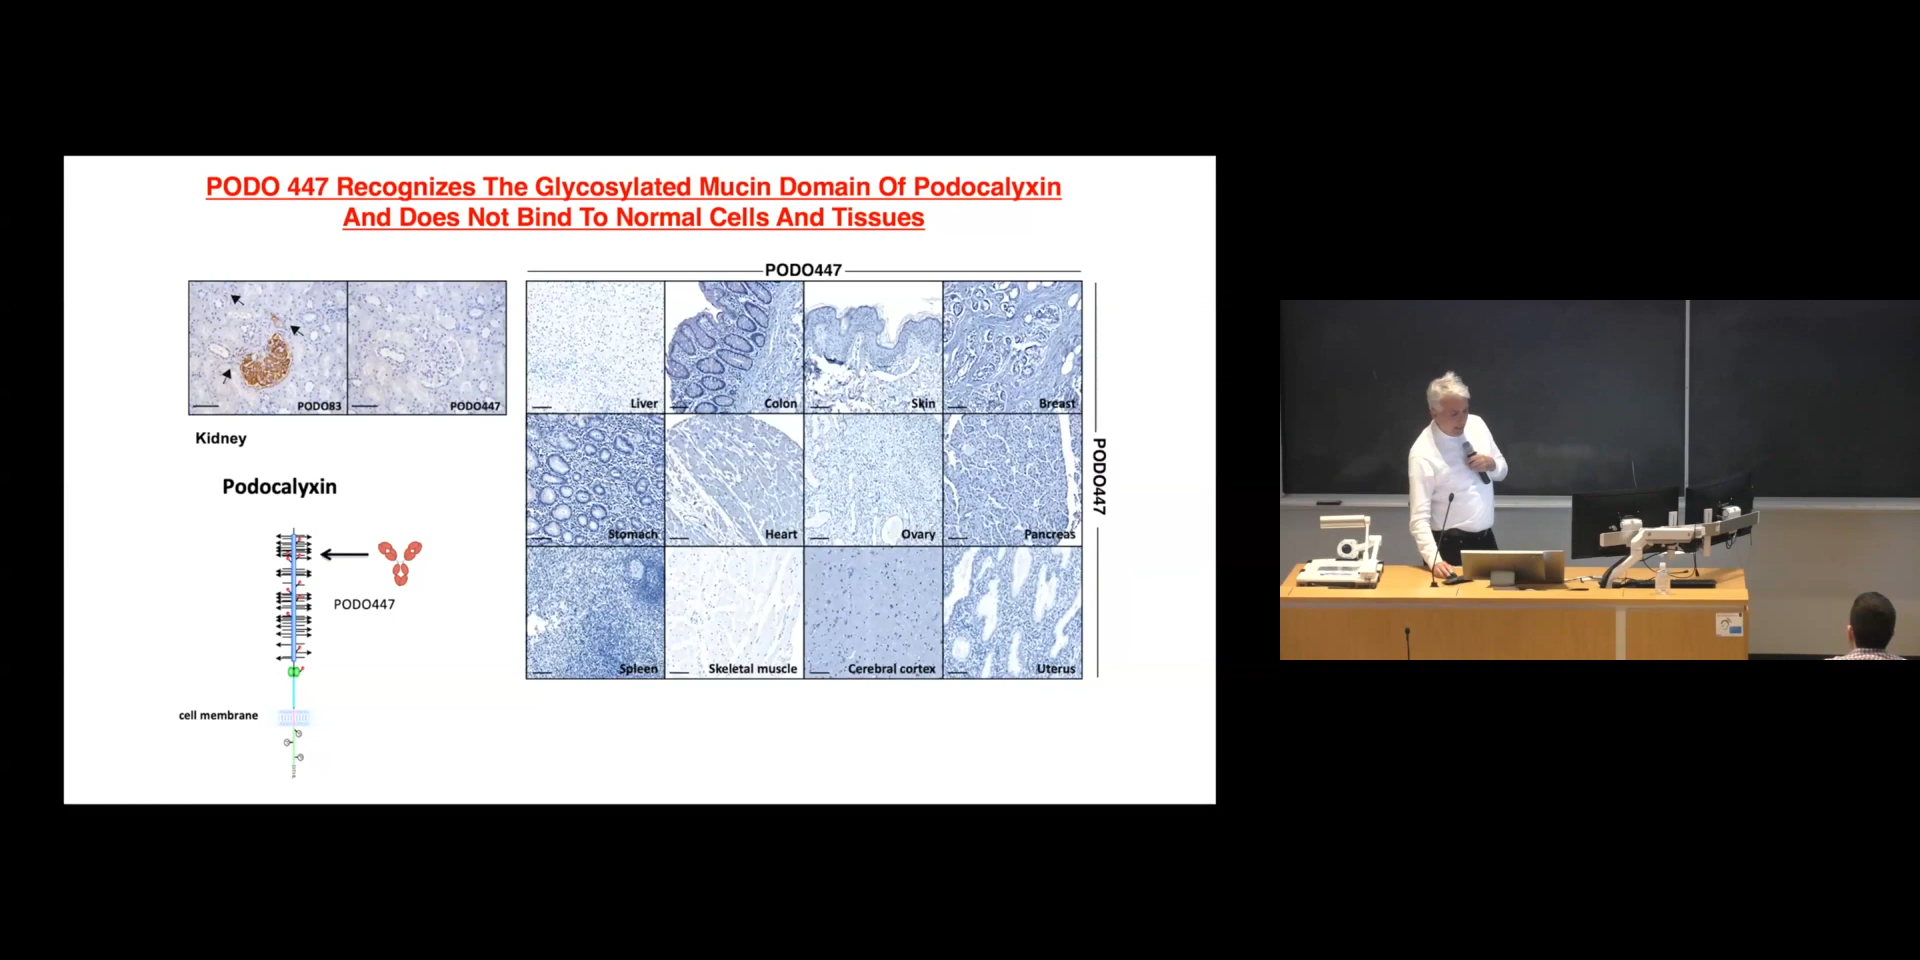 PODO 447 Recognizes The Glycosylated Mucin Domain Of Podocalyxin
And Does Not Bind To Normal Cells And Tissues
PODO447
PODO83
PODO447
Kidney
Liver
Colon
Skin
Breast
Stomach
Heart
Ovary
Pancreas
Spleen
Skeletal muscle
Cerebral cortex
Uterus
PODO447
Podocalyxin
PODO447
cell membrane